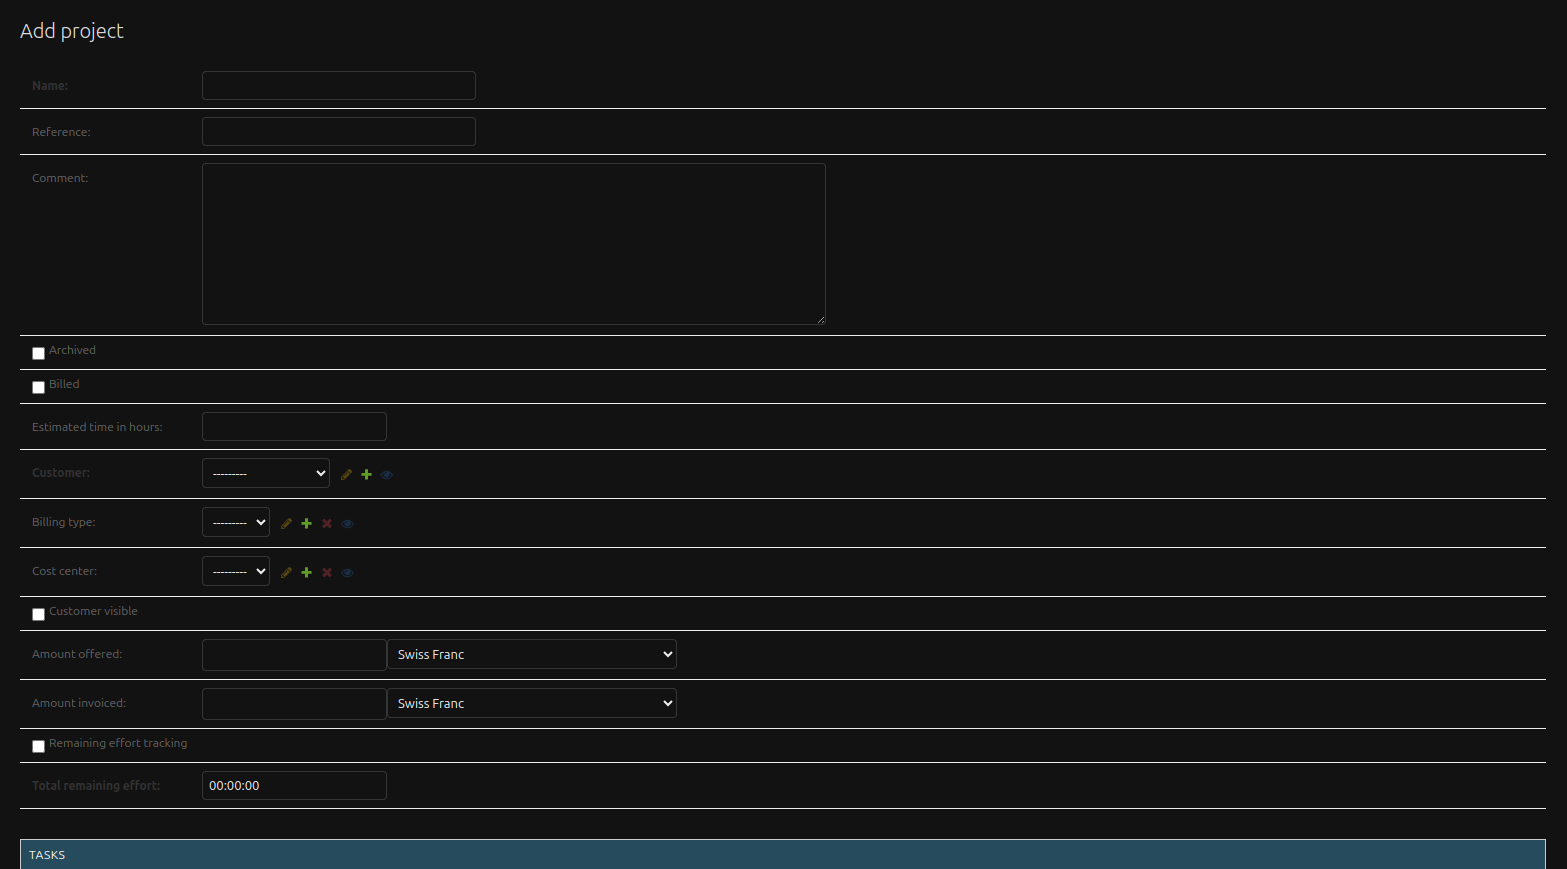 Add project
Name:
Reference:
Comment:
Archived
Billed
Estimated time in hours:
Customer: ---------
Billing type: ---------
Cost center: ---------
Customer visible
Amount offered: Swiss Franc
Amount invoiced: Swiss Franc
Remaining effort tracking
Total remaining effort: 00:00:00
TASKS